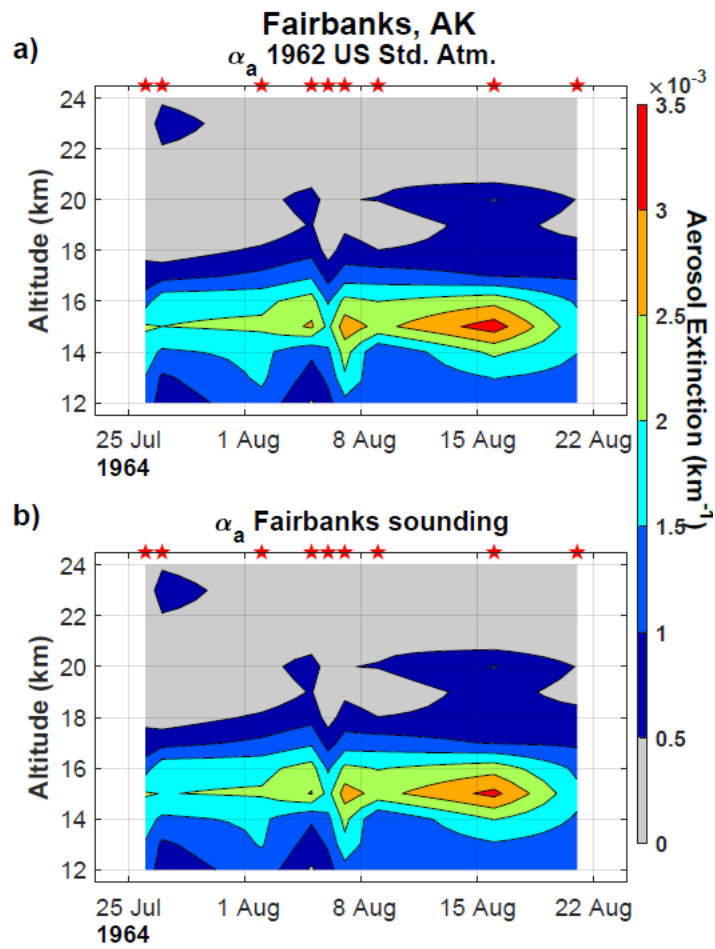 Fairbanks, AK
a)
αa 1962 US Std. Atm.
×10-3
24
22
20
18
16
14
12
Altitude (km)
25 Jul
1 Aug
8 Aug
15 Aug
22 Aug
1964
3.5
3
2.5
2
1.5
1
0.5
0
Aerosol Extinction (km-1)
b)
αa Fairbanks sounding
24
22
20
18
16
14
12
Altitude (km)
25 Jul
1 Aug
8 Aug
15 Aug
22 Aug
1964